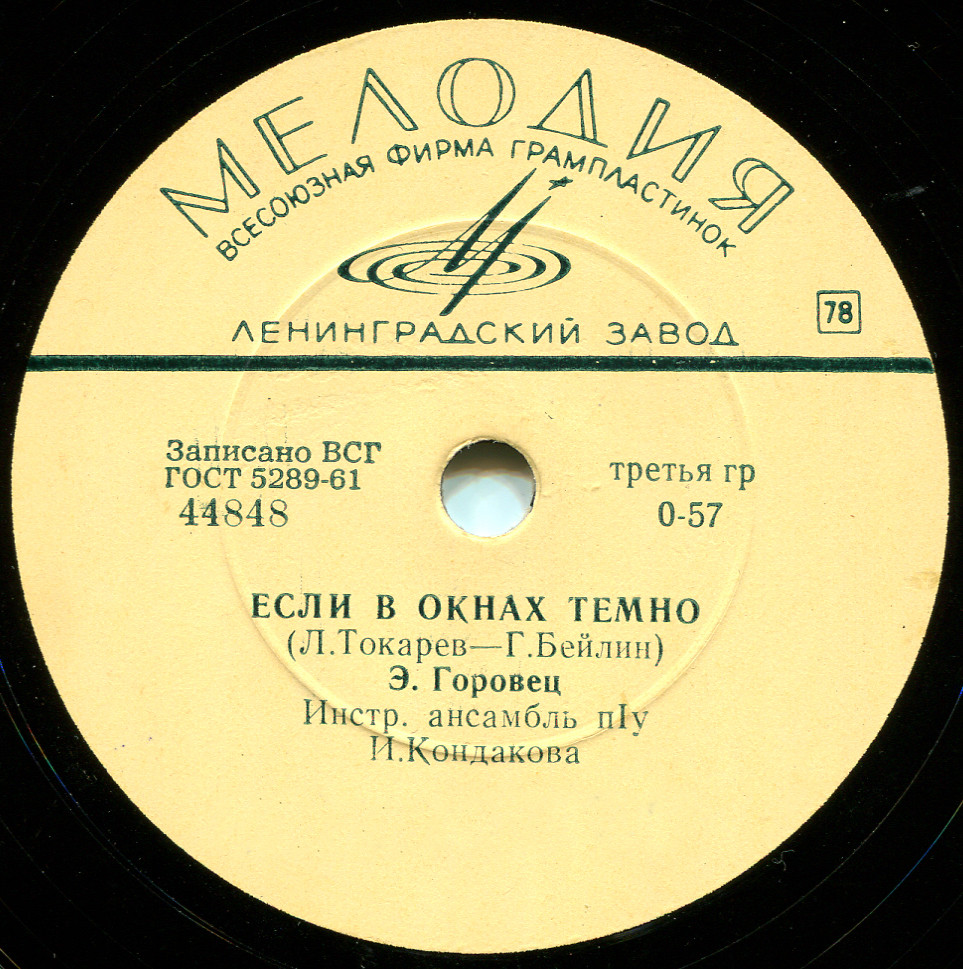 МЕЛОДИЯ
ВСЕСОЮЗНАЯ ФИРМА ГРАМПЛАСТИНОК
ЛЕНИНГРАДСКИЙ ЗАВОД
78
Записано ВСГ
ГОСТ 5289-61
44848
третья гр
0-57
ЕСЛИ В ОКНАХ ТЕМНО
(Л.Токарев—Г.Бейлин)
Э. Горовец
Инстр. ансамбль пIу
И.Кондакова